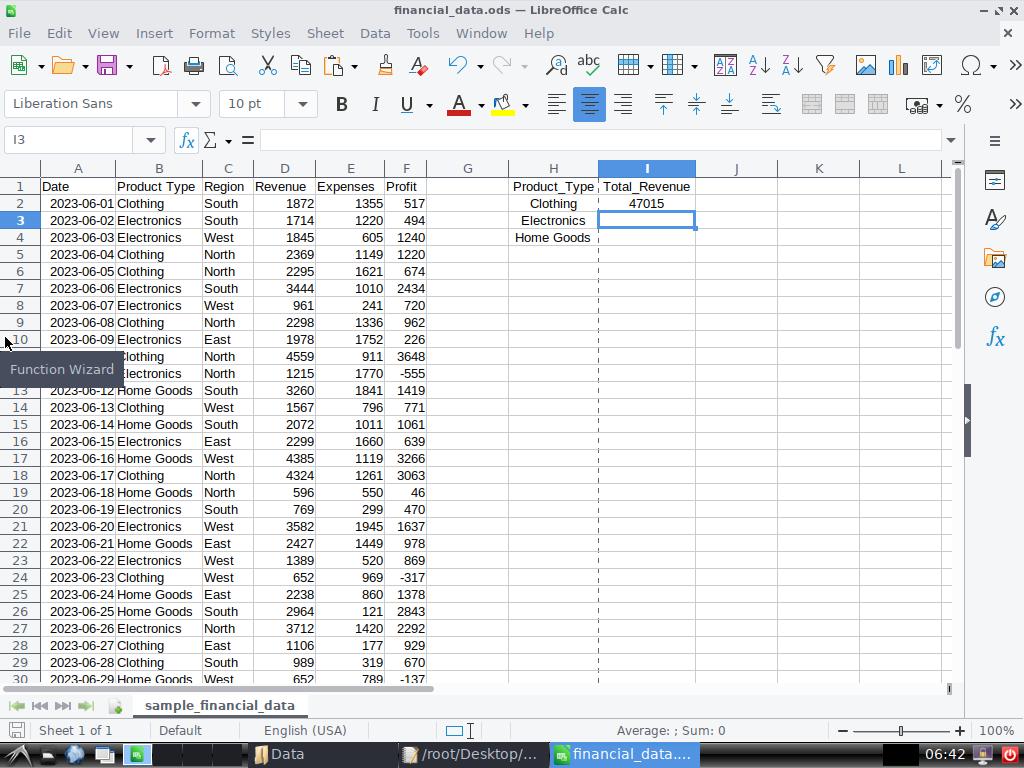 financial_data.ods — LibreOffice Calc
File Edit View Insert Format Styles Sheet Data Tools Window Help
Liberation Sans 10 pt
I3
A B C D E F G H I J K L
1 Date Product Type Region Revenue Expenses Profit Product_Type Total_Revenue
2 2023-06-01 Clothing South 1872 1355 517 Clothing 47015
3 2023-06-02 Electronics South 1714 1220 494 Electronics
4 2023-06-03 Electronics West 1845 605 1240 Home Goods
5 2023-06-04 Clothing North 2369 1149 1220
6 2023-06-05 Clothing North 2295 1621 674
7 2023-06-06 Electronics South 3444 1010 2434
8 2023-06-07 Electronics West 961 241 720
9 2023-06-08 Clothing North 2298 1336 962
10 2023-06-09 Electronics East 1978 1752 226
Clothing North 4559 911 3648
Function Wizard
Electronics North 1215 1770 -555
13 2023-06-12 Home Goods South 3260 1841 1419
14 2023-06-13 Clothing West 1567 796 771
15 2023-06-14 Home Goods South 2072 1011 1061
16 2023-06-15 Electronics East 2299 1660 639
17 2023-06-16 Home Goods West 4385 1119 3266
18 2023-06-17 Clothing North 4324 1261 3063
19 2023-06-18 Home Goods North 596 550 46
20 2023-06-19 Electronics South 769 299 470
21 2023-06-20 Electronics West 3582 1945 1637
22 2023-06-21 Home Goods East 2427 1449 978
23 2023-06-22 Electronics West 1389 520 869
24 2023-06-23 Clothing West 652 969 -317
25 2023-06-24 Home Goods East 2238 860 1378
26 2023-06-25 Home Goods South 2964 121 2843
27 2023-06-26 Electronics North 3712 1420 2292
28 2023-06-27 Clothing East 1106 177 929
29 2023-06-28 Clothing South 989 319 670
30 2023-06-29 Home Goods West 652 789 -137
sample_financial_data
Sheet 1 of 1 Default English (USA) Average: ; Sum: 0 100%
Data /root/Desktop/... financial_data.... 06:42